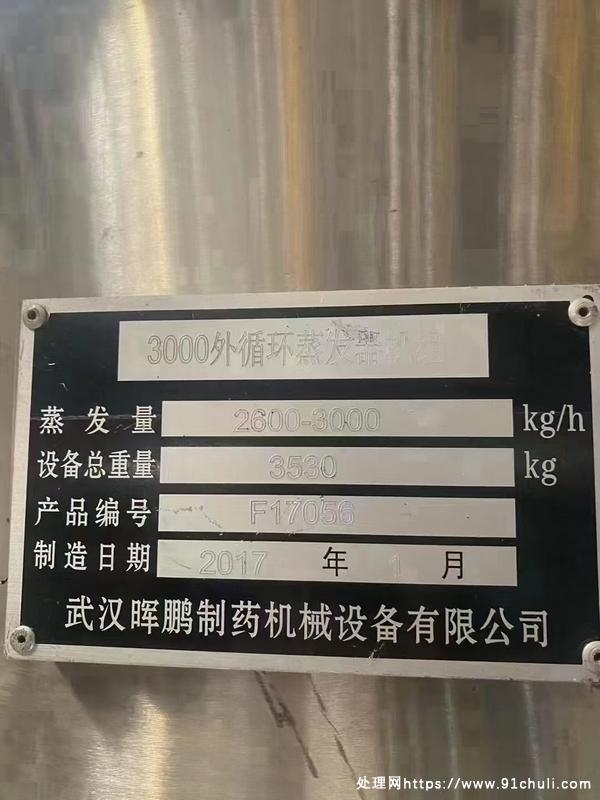 3000外循环蒸发器机组
蒸发量 2600-3000 kg/h
设备总重量 3530 kg
产品编号 F17056
制造日期 2017 年 1 月
武汉晖鹏制药机械设备有限公司
处理网https://www.91chuli.com/